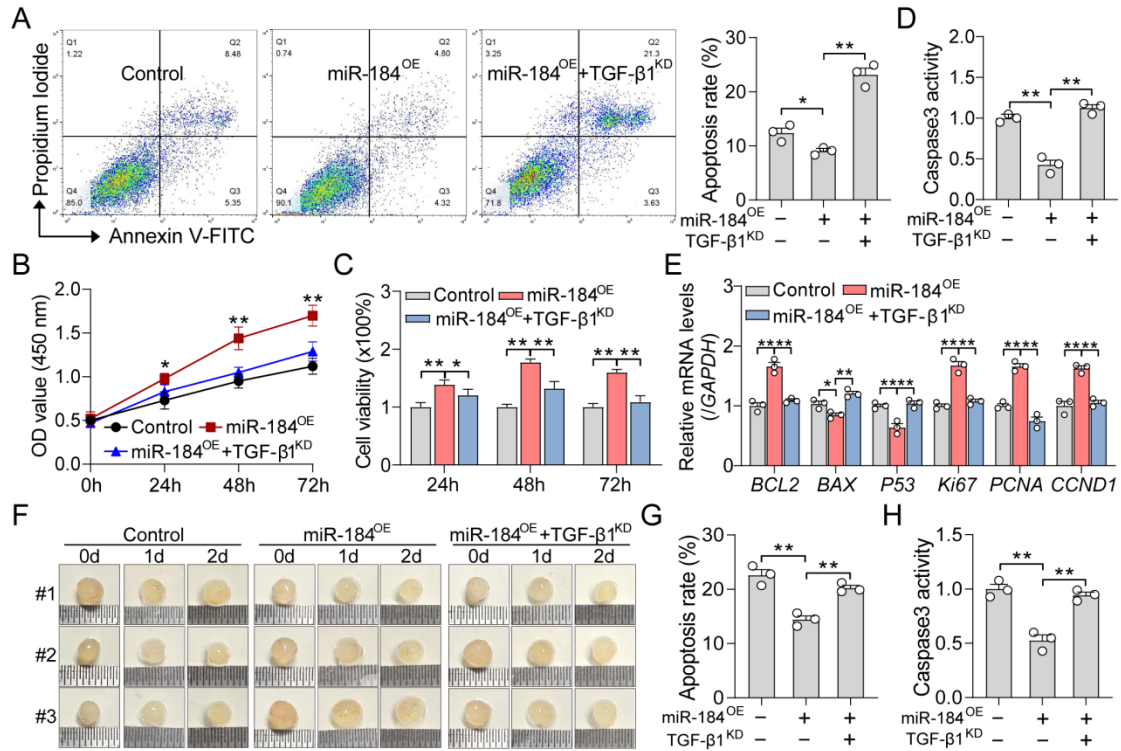 A
Q1
1.22
Q2
8.48
Control
Q4
85.0
Q3
5.35
Q1
0.74
Q2
4.80
miR-184OE
Q4
90.1
Q3
4.32
Q1
3.25
Q2
21.3
miR-184OE+TGF-β1KD
Q4
71.8
Q3
3.63
Propidium Iodide
Annexin V-FITC
Apoptosis rate (%)
30
20
10
0
* **
miR-184OE – + +
TGF-β1KD – – +
D
Caspase3 activity
2.0
1.5
1.0
0.5
0.0
** **
miR-184OE – + +
TGF-β1KD – – +
B
OD value (450 nm)
2.0
1.5
1.0
0.5
0.0
* ** **
Control miR-184OE
miR-184OE+TGF-β1KD
0h 24h 48h 72h
C
Cell viability (x100%)
2
1
0
Control miR-184OE
miR-184OE+TGF-β1KD
** * ** ** ** **
24h 48h 72h
E
Relative mRNA levels
(/GAPDH)
2
1
0
Control miR-184OE
miR-184OE +TGF-β1KD
**** * ** **** **** **** ****
BCL2 BAX P53 Ki67 PCNA CCND1
F
Control miR-184OE miR-184OE+TGF-β1KD
0d 1d 2d 0d 1d 2d 0d 1d 2d
#1
#2
#3
G
Apoptosis rate (%)
30
20
10
0
** **
miR-184OE – + +
TGF-β1KD – – +
H
Caspase3 activity
1.5
1.0
0.5
0.0
** **
miR-184OE – + +
TGF-β1KD – – +